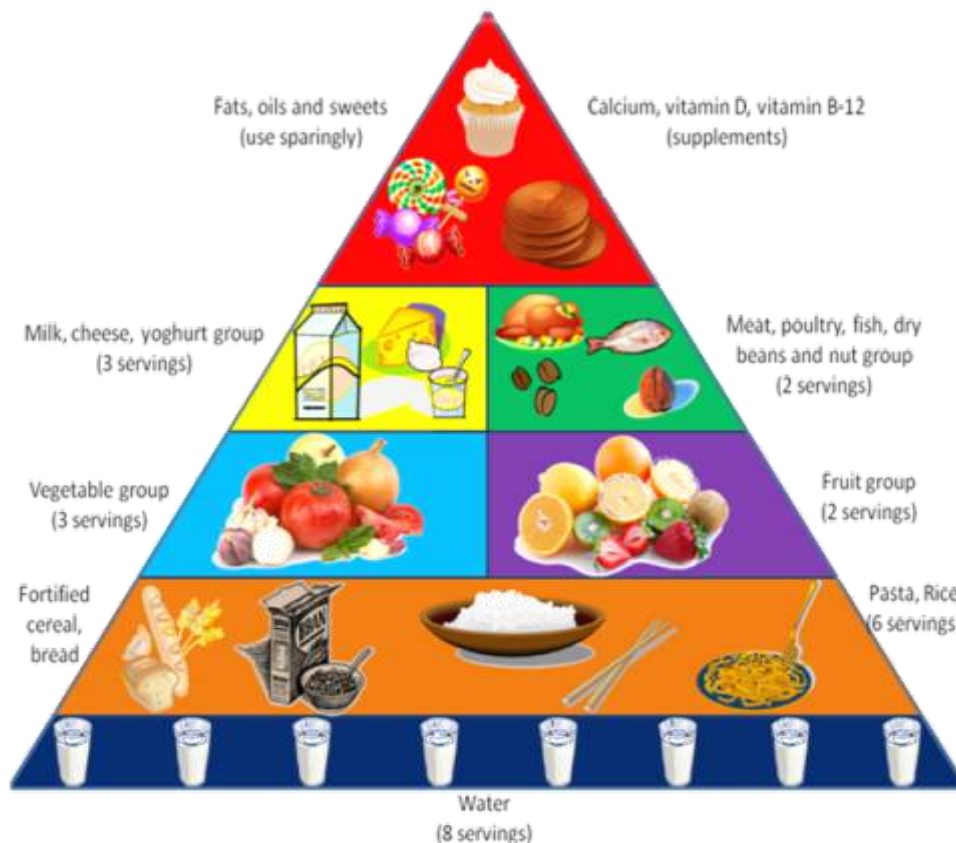 Fats, oils and sweets
(use sparingly)
Calcium, vitamin D, vitamin B-12
(supplements)
Milk, cheese, yoghurt group
(3 servings)
Meat, poultry, fish, dry
beans and nut group
(2 servings)
Vegetable group
(3 servings)
Fruit group
(2 servings)
Fortified
cereal,
bread
BRAN
Pasta, Rice
(6 servings
Water
(8 servings)